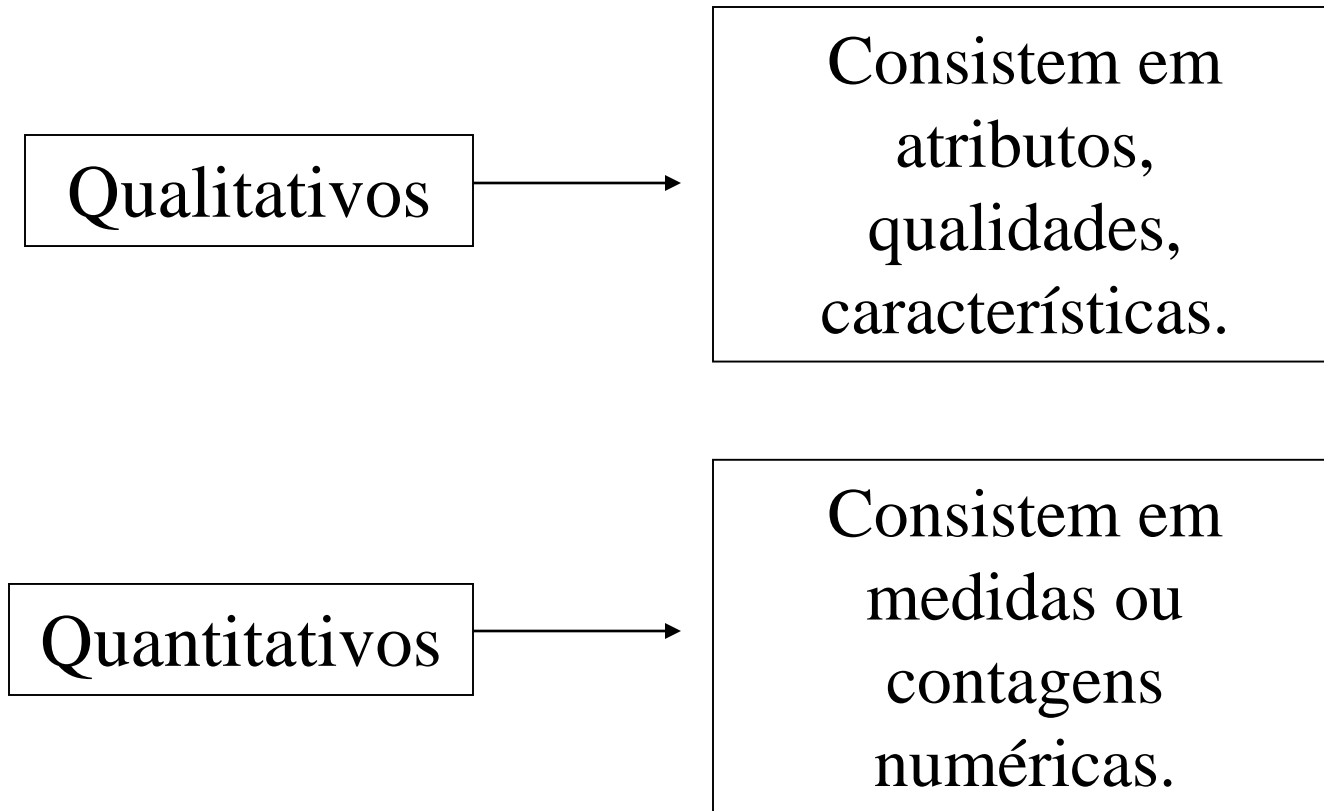 Qualitativos
Consistem em
atributos,
qualidades,
características.
Quantitativos
Consistem em
medidas ou
contagens
numéricas.